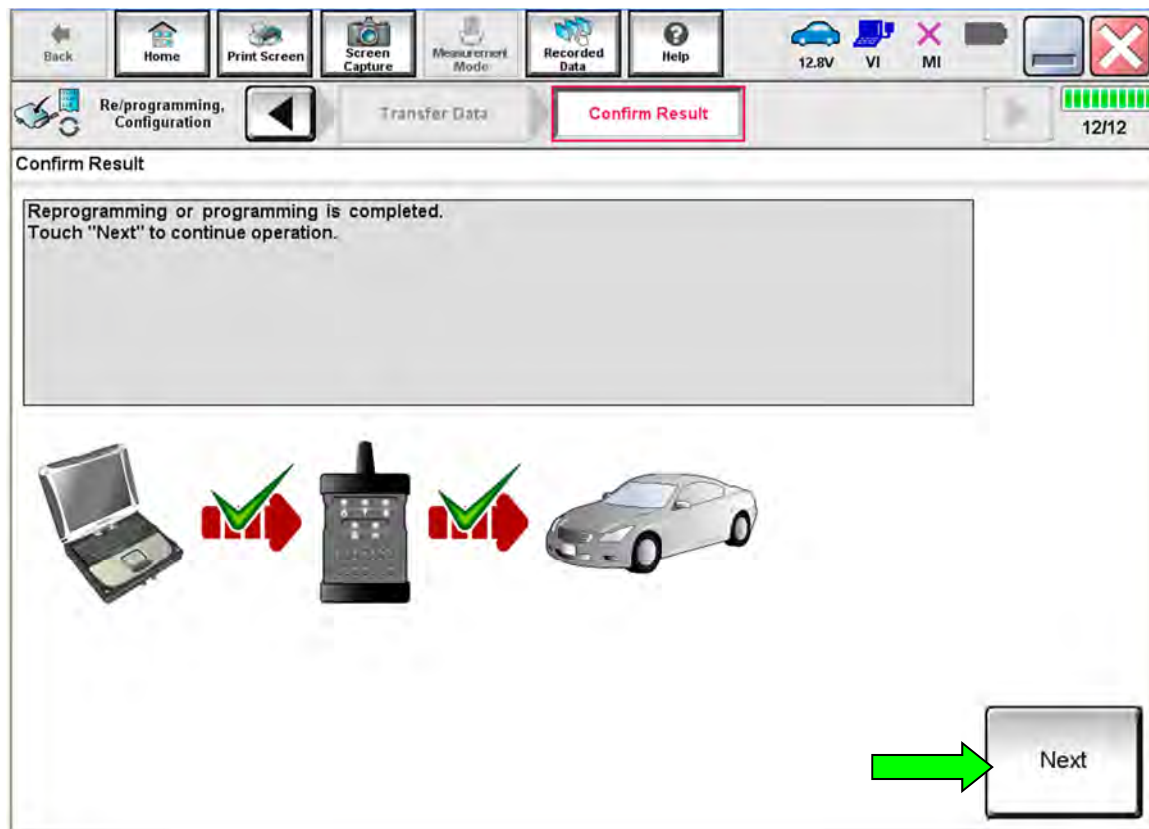 Back
Home
Print Screen
Screen
Capture
Measurement
Mode
Recorded
Data
Help
12.8V
VI
MI
Re/programming,
Configuration
Transfer Data
Confirm Result
12/12
Confirm Result
Reprogramming or programming is completed.
Touch "Next" to continue operation.
Next